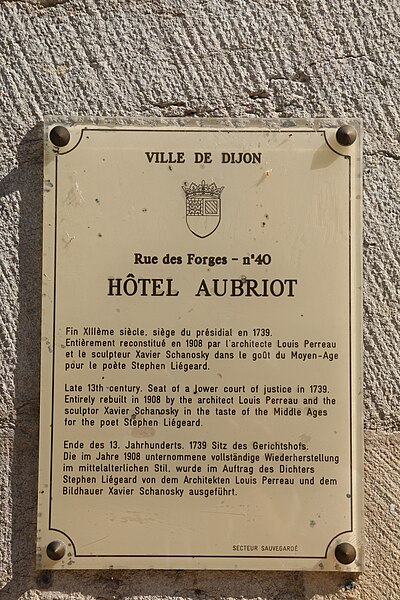 VILLE DE DIJON
Rue des Forges – n°40
HÔTEL AUBRIOT
Fin XIIIème siècle, siège du présidial en 1739.
Entièrement reconstitué en 1908 par l'architecte Louis Perreau
et le sculpteur Xavier Schanosky dans le goût du Moyen-Age
pour le poète Stephen Liégeard.
Late 13th century. Seat of a lower court of justice in 1739.
Entirely rebuilt in 1908 by the architect Louis Perreau and the
sculptor Xavier Schanosky in the taste of the Middle Ages
for the poet Stephen Liégeard.
Ende des 13. Jahrhunderts. 1739 Sitz des Gerichtshofs.
Die im Jahre 1908 unternommene vollständige Wiederherstellung
im mittelalterlichen Stil, wurde im Auftrag des Dichters
Stephen Liégeard von dem Architekten Louis Perreau und dem
Bildhauer Xavier Schanosky ausgeführt.
SECTEUR SAUVEGARDÉ